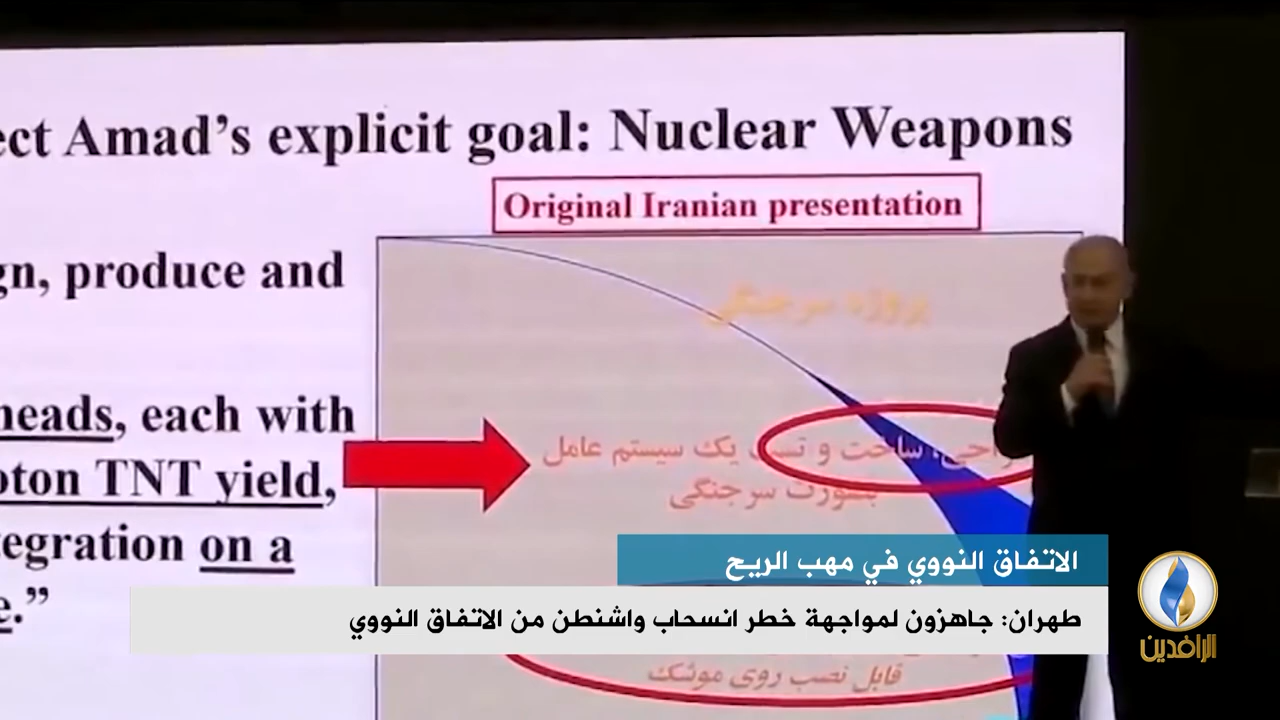 ect Amad's explicit goal: Nuclear Weapons
Original Iranian presentation
gn, produce and
heads, each with
oton TNT yield,
tegration on a
e."
پروژه سرجنگی
راحی، ساخت و تست یک سیستم عامل
بصورت سرجنگی
قابل نصب روی موشک
الاتفاق النووي في مهب الريح
طهران: جاهزون لمواجهة خطر انسحاب واشنطن من الاتفاق النووي
الرافدين